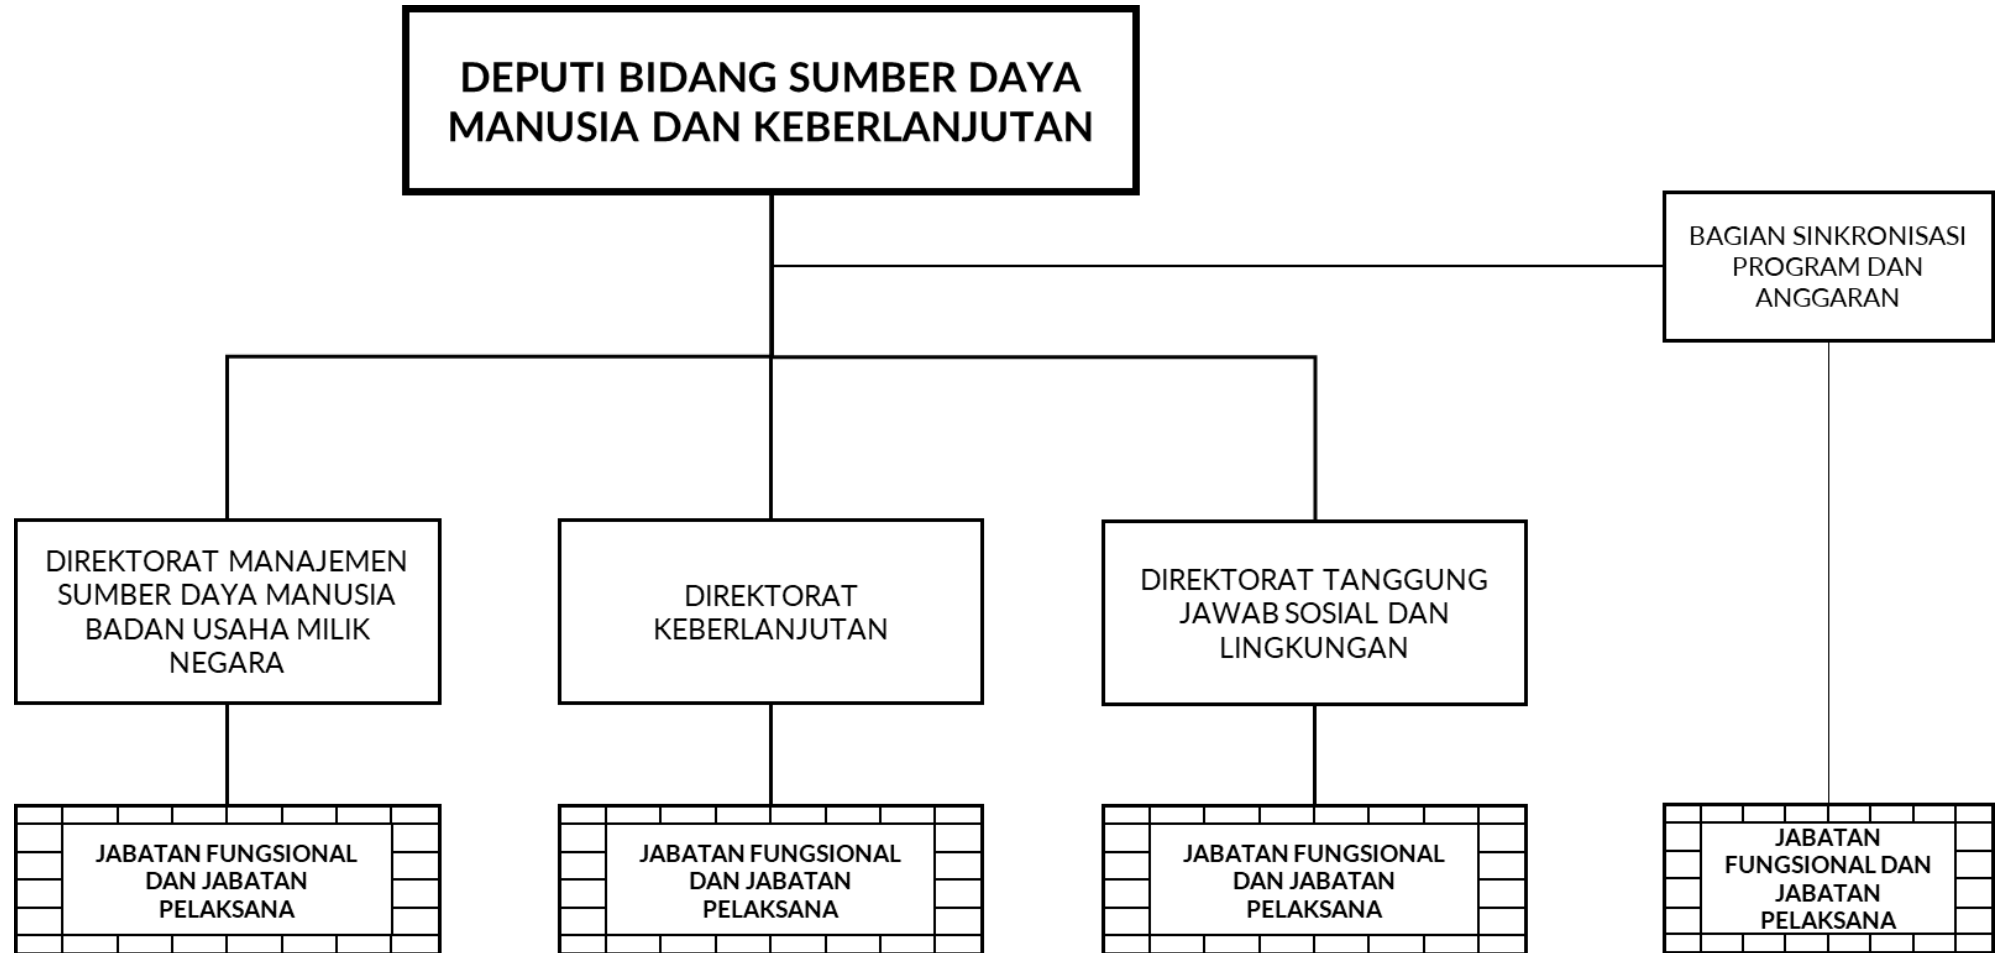 DEPUTI BIDANG SUMBER DAYA
MANUSIA DAN KEBERLANJUTAN
BAGIAN SINKRONISASI
PROGRAM DAN
ANGGARAN
DIREKTORAT MANAJEMEN
SUMBER DAYA MANUSIA
BADAN USAHA MILIK
NEGARA
DIREKTORAT
KEBERLANJUTAN
DIREKTORAT TANGGUNG
JAWAB SOSIAL DAN
LINGKUNGAN
JABATAN FUNGSIONAL
DAN JABATAN
PELAKSANA
JABATAN FUNGSIONAL
DAN JABATAN
PELAKSANA
JABATAN FUNGSIONAL
DAN JABATAN
PELAKSANA
JABATAN
FUNGSIONAL DAN
JABATAN
PELAKSANA